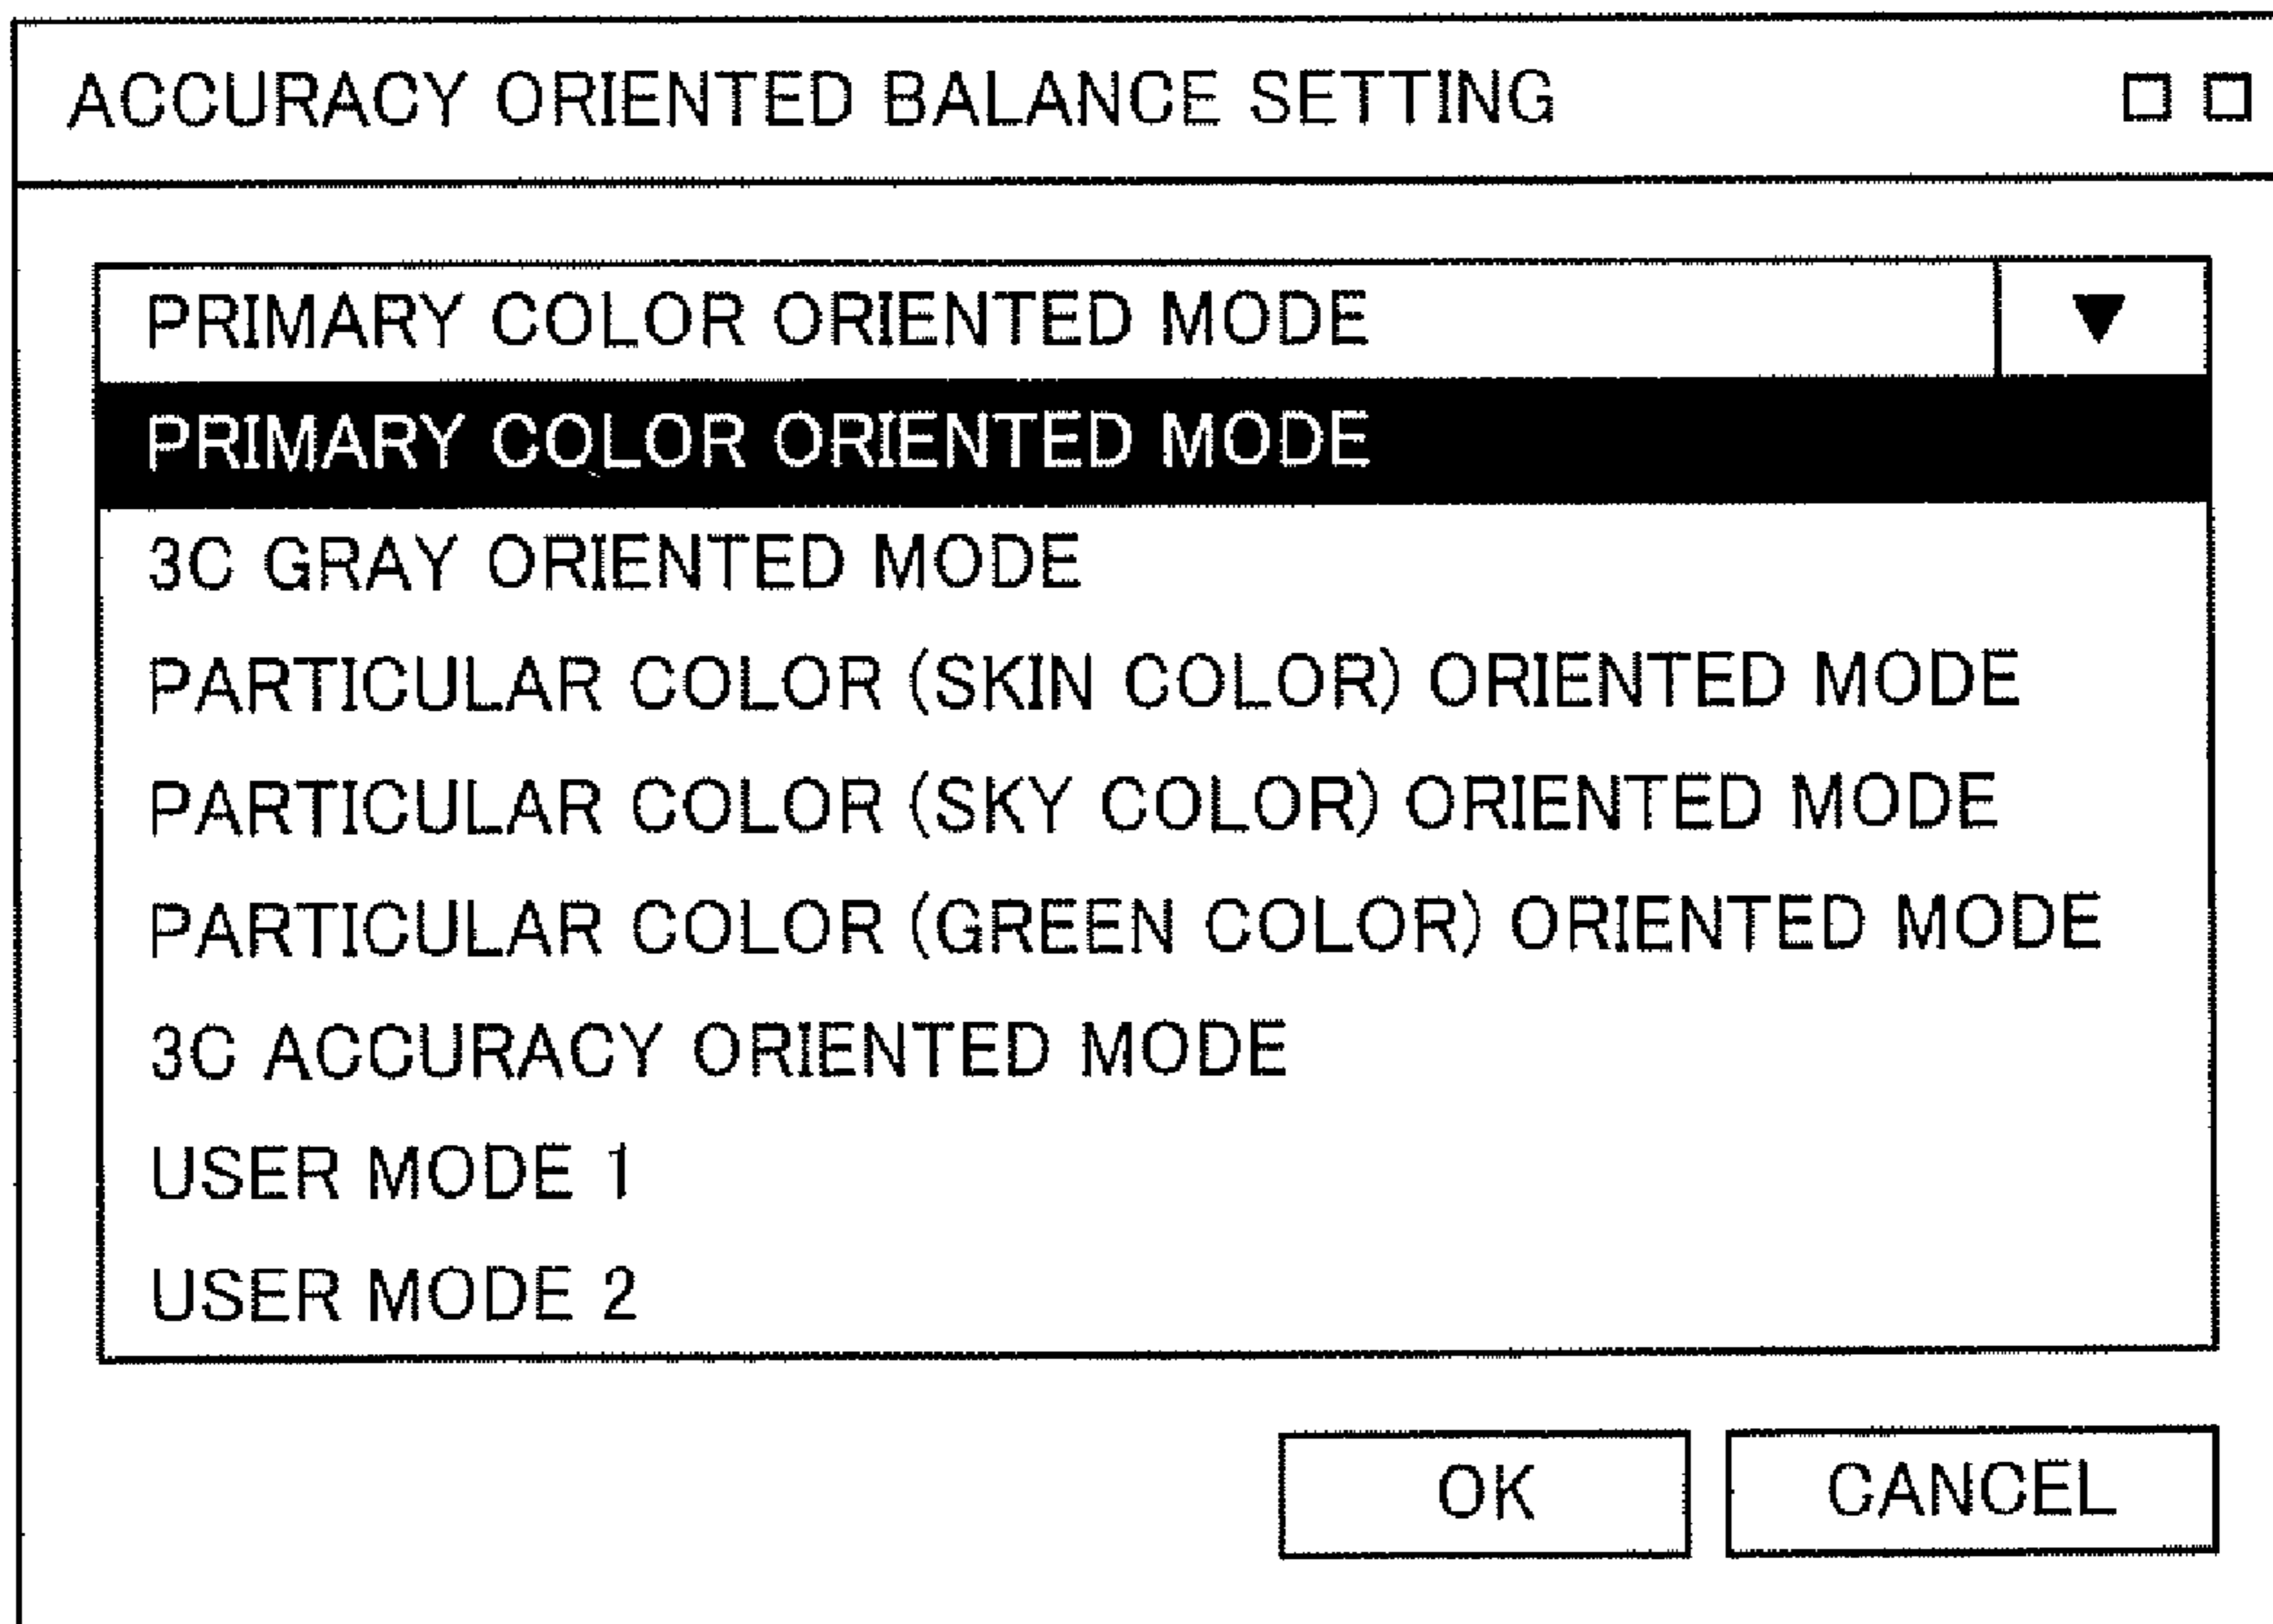 ACCURACY ORIENTED BALANCE SETTING
PRIMARY COLOR ORIENTED MODE
PRIMARY COLOR ORIENTED MODE
3C GRAY ORIENTED MODE
PARTICULAR COLOR (SKIN COLOR) ORIENTED MODE
PARTICULAR COLOR (SKY COLOR) ORIENTED MODE
PARTICULAR COLOR (GREEN COLOR) ORIENTED MODE
3C ACCURACY ORIENTED MODE
USER MODE 1
USER MODE 2
OK CANCEL